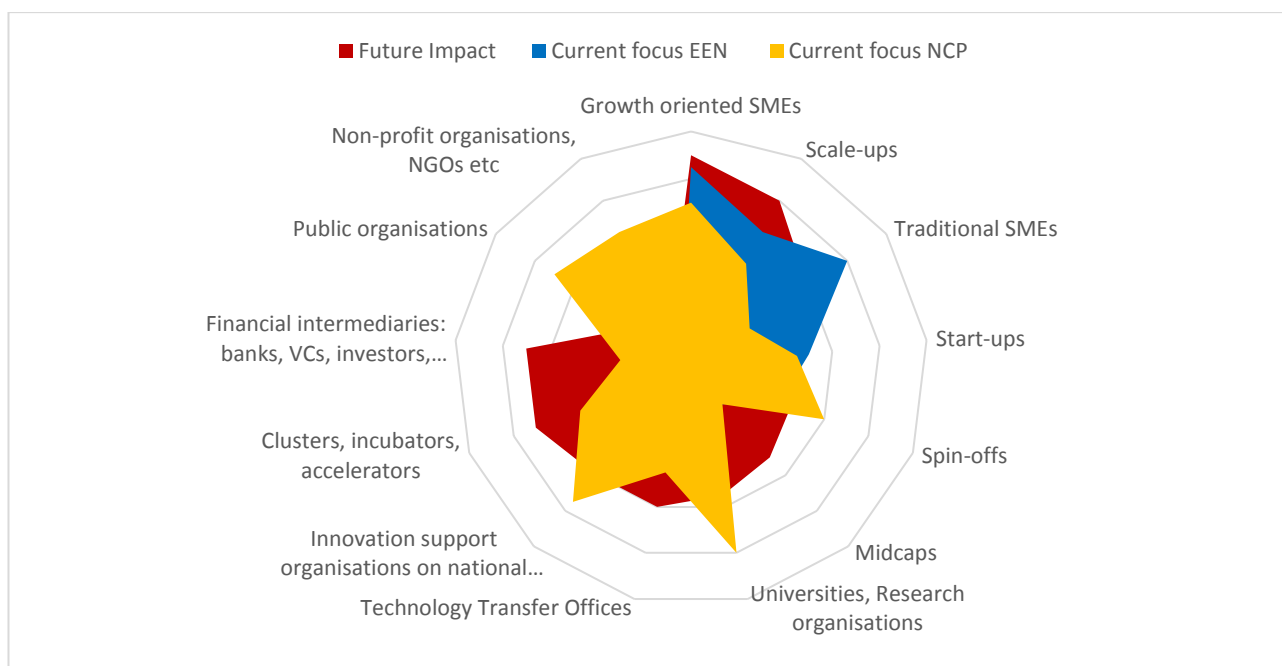 Future Impact
Current focus EEN
Current focus NCP
Growth oriented SMEs
Scale-ups
Traditional SMEs
Start-ups
Spin-offs
Midcaps
Universities, Research
organisations
Technology Transfer Offices
Innovation support
organisations on national...
Clusters, incubators,
accelerators
Financial intermediaries:
banks, VCs, investors,...
Public organisations
Non-profit organisations,
NGOs etc